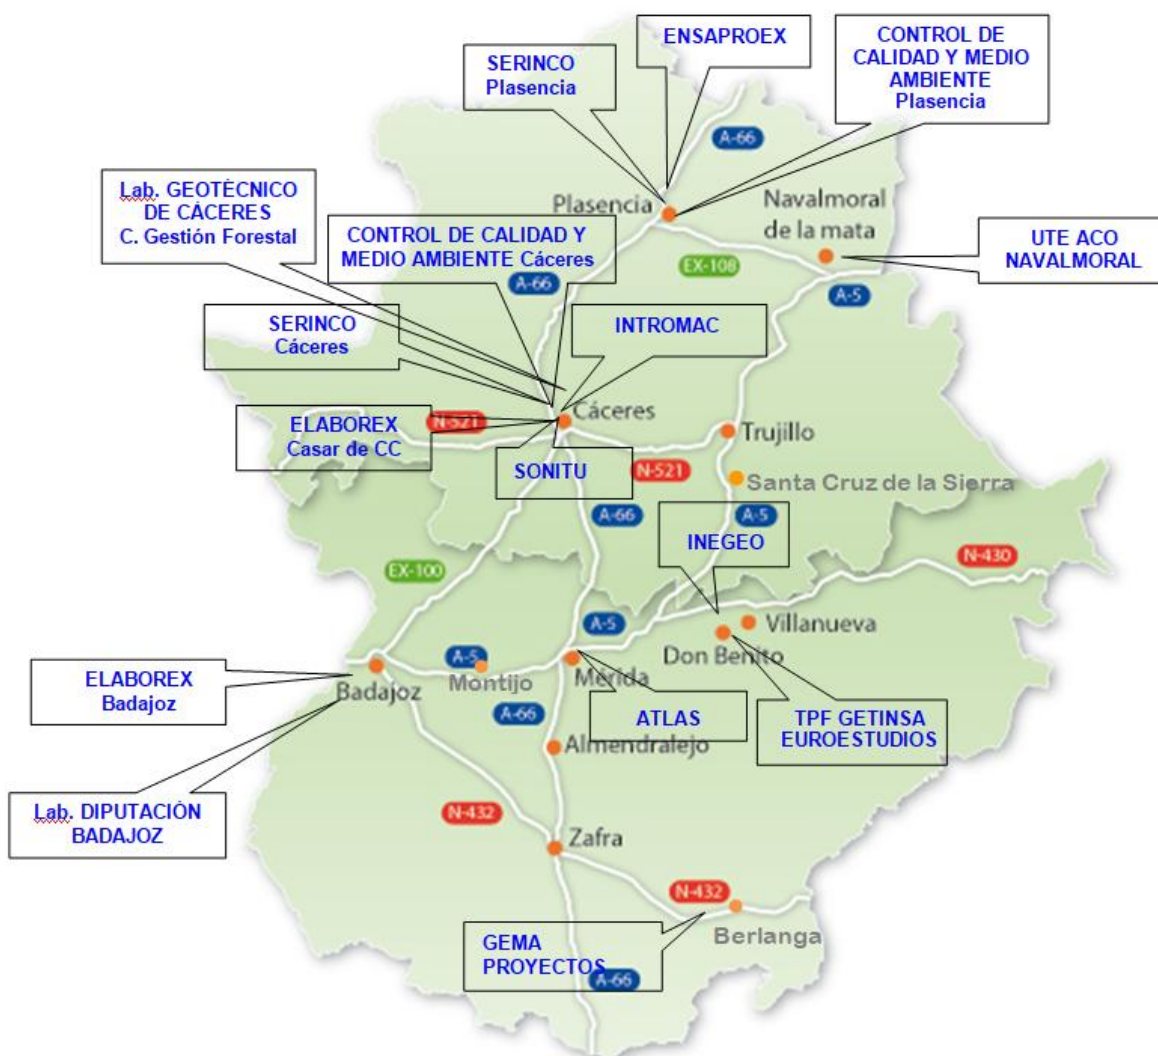 ENSAPROEX
CONTROL DE
CALIDAD Y MEDIO
AMBIENTE
Plasencia
SERINCO
Plasencia
A-66
Lab. GEOTÉCNICO
DE CÁCERES
C. Gestión Forestal
Plasencia
Navalmoral
de la mata
CONTROL DE CALIDAD Y
MEDIO AMBIENTE Cáceres
UTE ACO
NAVALMORAL
EX-108
A-66
A-5
SERINCO
Cáceres
INTROMAC
ELABOREX
Casar de CC
N-521
Cáceres
Trujillo
SONITU
N-521
Santa Cruz de la Sierra
A-66
A-5
INEGEO
N-430
EX-100
A-5
Villanueva
Don Benito
ELABOREX
Badajoz
Badajoz
A-5
Montijo
Mérida
A-66
ATLAS
TPF GETINSA
EUROESTUDIOS
Almendralejo
Lab. DIPUTACIÓN
BADAJOZ
N-432
Zafra
N-432
Berlanga
GEMA
PROYECTOS
A-66